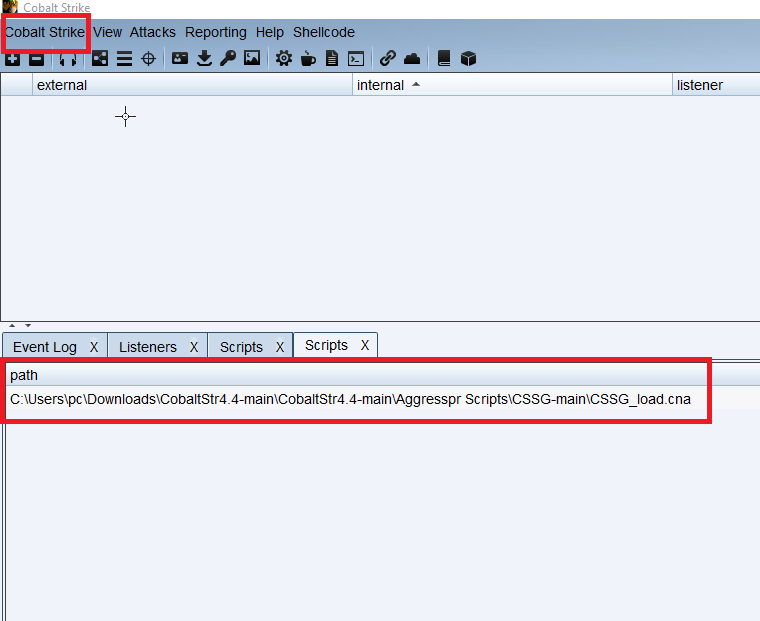 Cobalt Strike
Cobalt Strike View Attacks Reporting Help Shellcode
external internal listener
Event Log X Listeners X Scripts X Scripts X
path
C:\Users\pc\Downloads\CobaltStr4.4-main\CobaltStr4.4-main\Aggresspr Scripts\CSSG-main\CSSG_load.cna